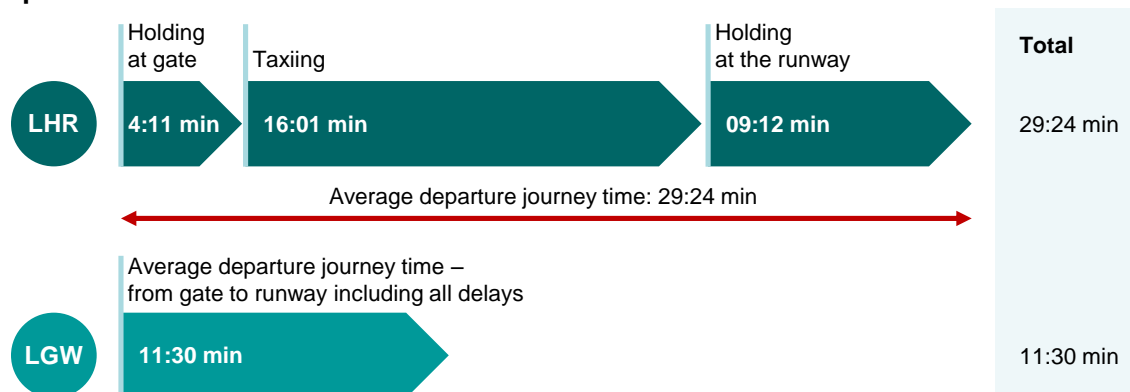 Holding
at gate
Taxiing
Holding
at the runway
Total
LHR
4:11 min
16:01 min
09:12 min
29:24 min
Average departure journey time: 29:24 min
Average departure journey time –
from gate to runway including all delays
LGW
11:30 min
11:30 min